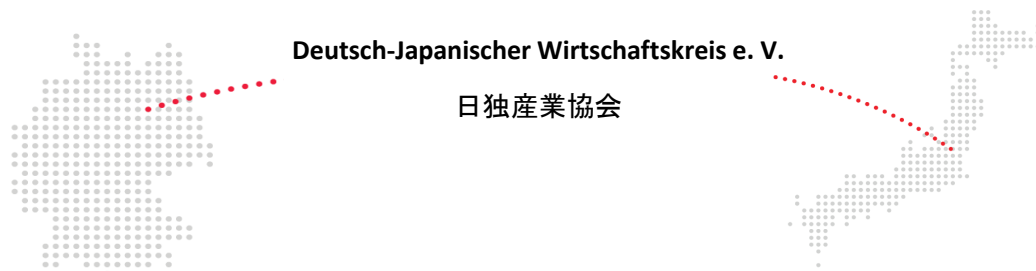 Deutsch-Japanischer Wirtschaftskreis e. V.
日独産業協会